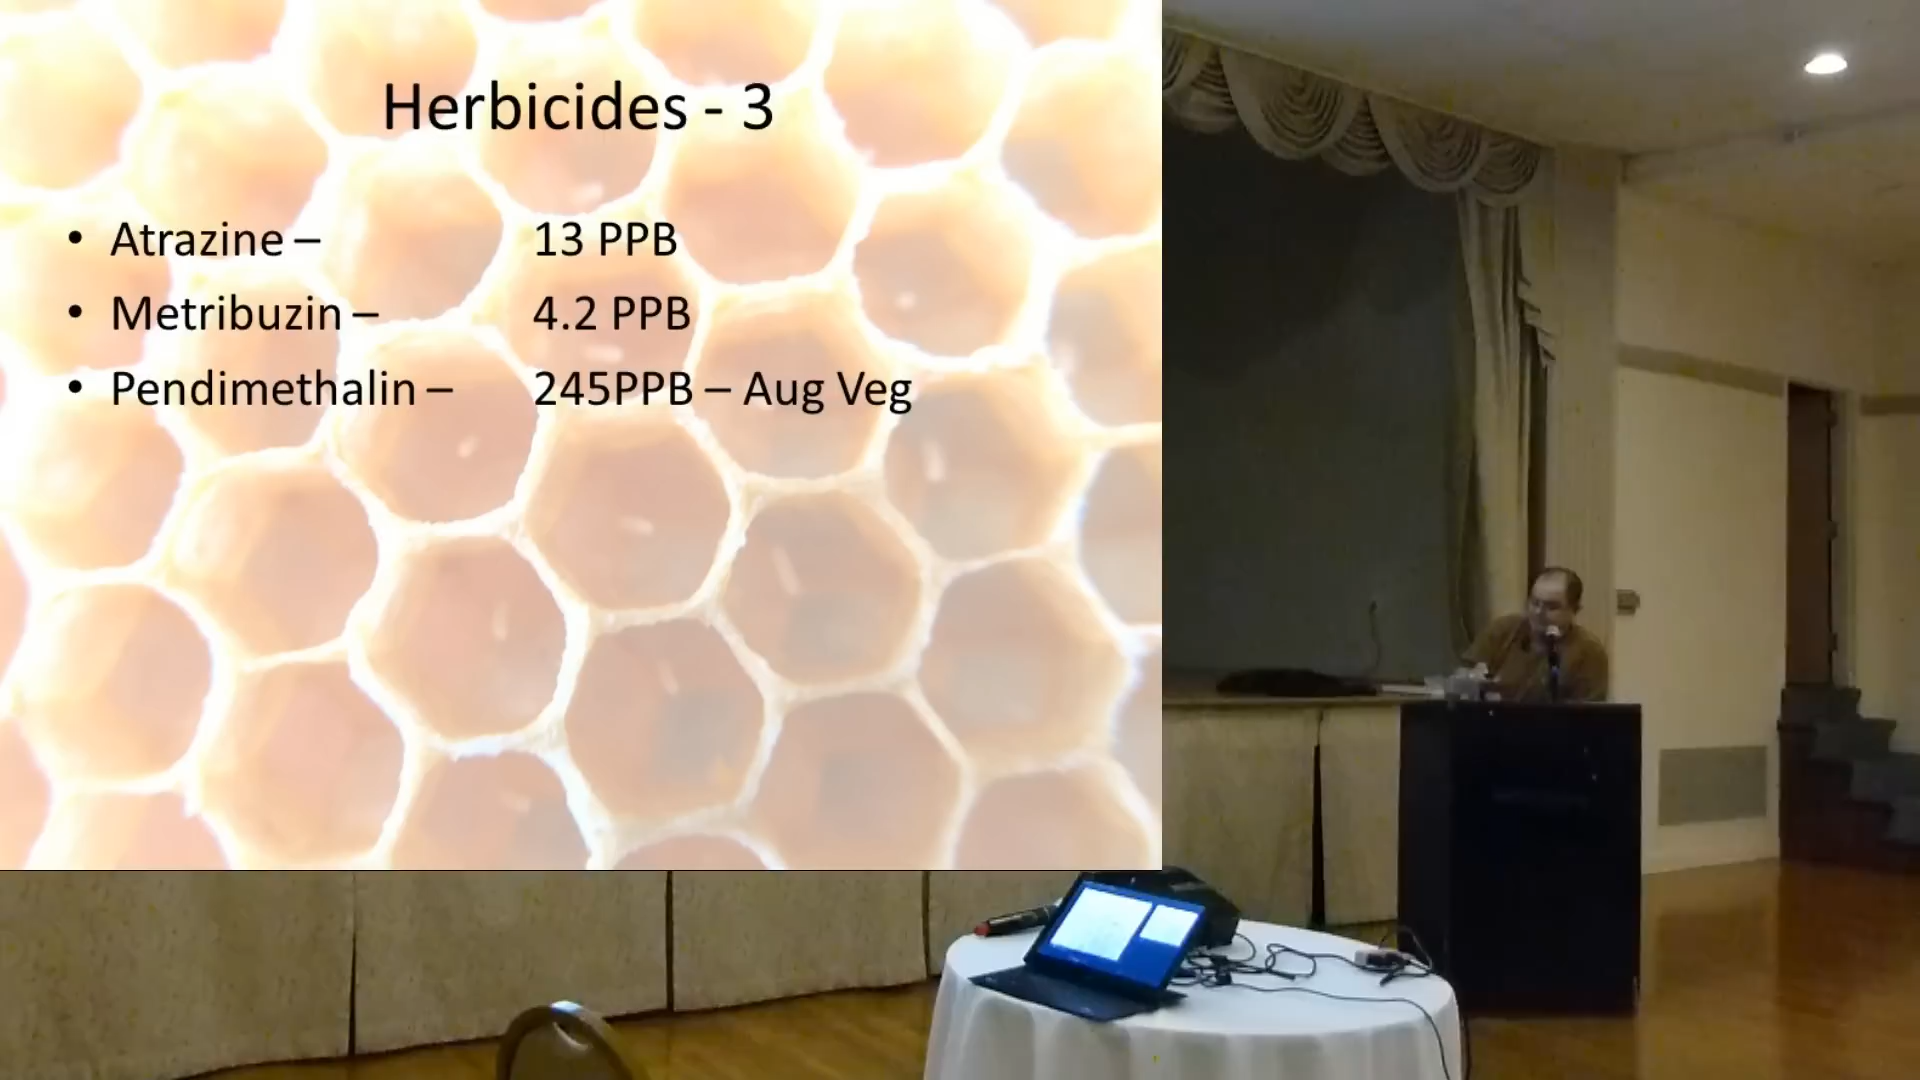 Herbicides - 3
• Atrazine – 13 PPB
• Metribuzin – 4.2 PPB
• Pendimethalin – 245PPB – Aug Veg